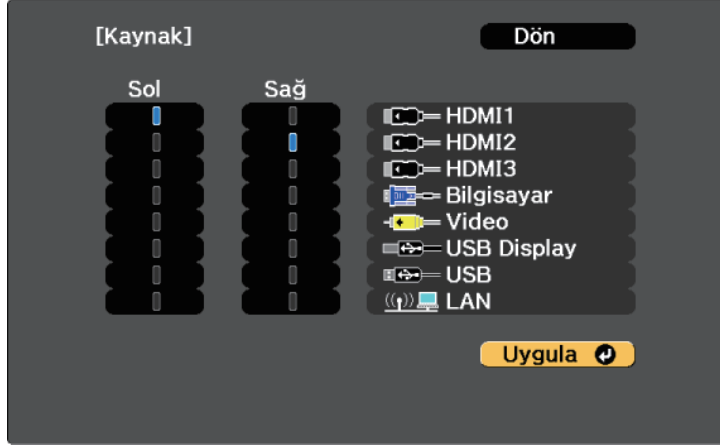 [Kaynak] Dön
Sol Sağ
HDMI1
HDMI2
HDMI3
Bilgisayar
Video
USB Display
USB
LAN
Uygula